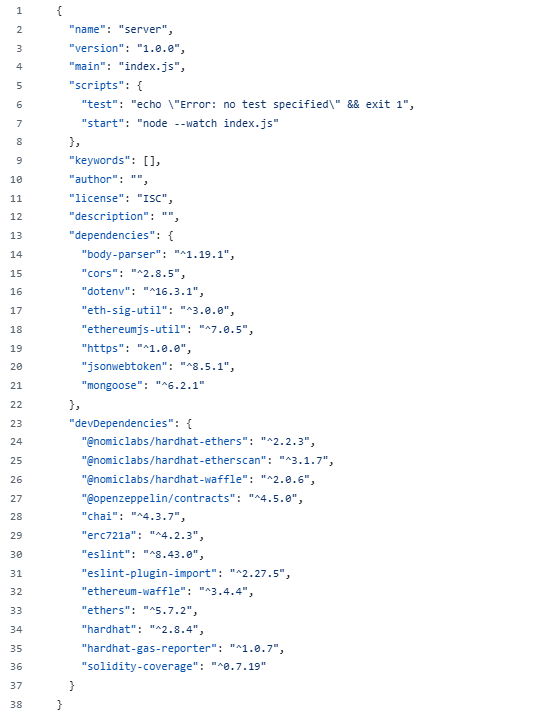 1 {
2 "name": "server",
3 "version": "1.0.0",
4 "main": "index.js",
5 "scripts": {
6 "test": "echo \"Error: no test specified\" && exit 1",
7 "start": "node --watch index.js"
8 },
9 "keywords": [],
10 "author": "",
11 "license": "ISC",
12 "description": "",
13 "dependencies": {
14 "body-parser": "^1.19.1",
15 "cors": "^2.8.5",
16 "dotenv": "^16.3.1",
17 "eth-sig-util": "^3.0.0",
18 "ethereumjs-util": "^7.0.5",
19 "https": "^1.0.0",
20 "jsonwebtoken": "^8.5.1",
21 "mongoose": "^6.2.1"
22 },
23 "devDependencies": {
24 "@nomiclabs/hardhat-ethers": "^2.2.3",
25 "@nomiclabs/hardhat-etherscan": "^3.1.7",
26 "@nomiclabs/hardhat-waffle": "^2.0.6",
27 "@openzeppelin/contracts": "^4.5.0",
28 "chai": "^4.3.7",
29 "erc721a": "^4.2.3",
30 "eslint": "^8.43.0",
31 "eslint-plugin-import": "^2.27.5",
32 "ethereum-waffle": "^3.4.4",
33 "ethers": "^5.7.2",
34 "hardhat": "^2.8.4",
35 "hardhat-gas-reporter": "^1.0.7",
36 "solidity-coverage": "^0.7.19"
37 }
38 }